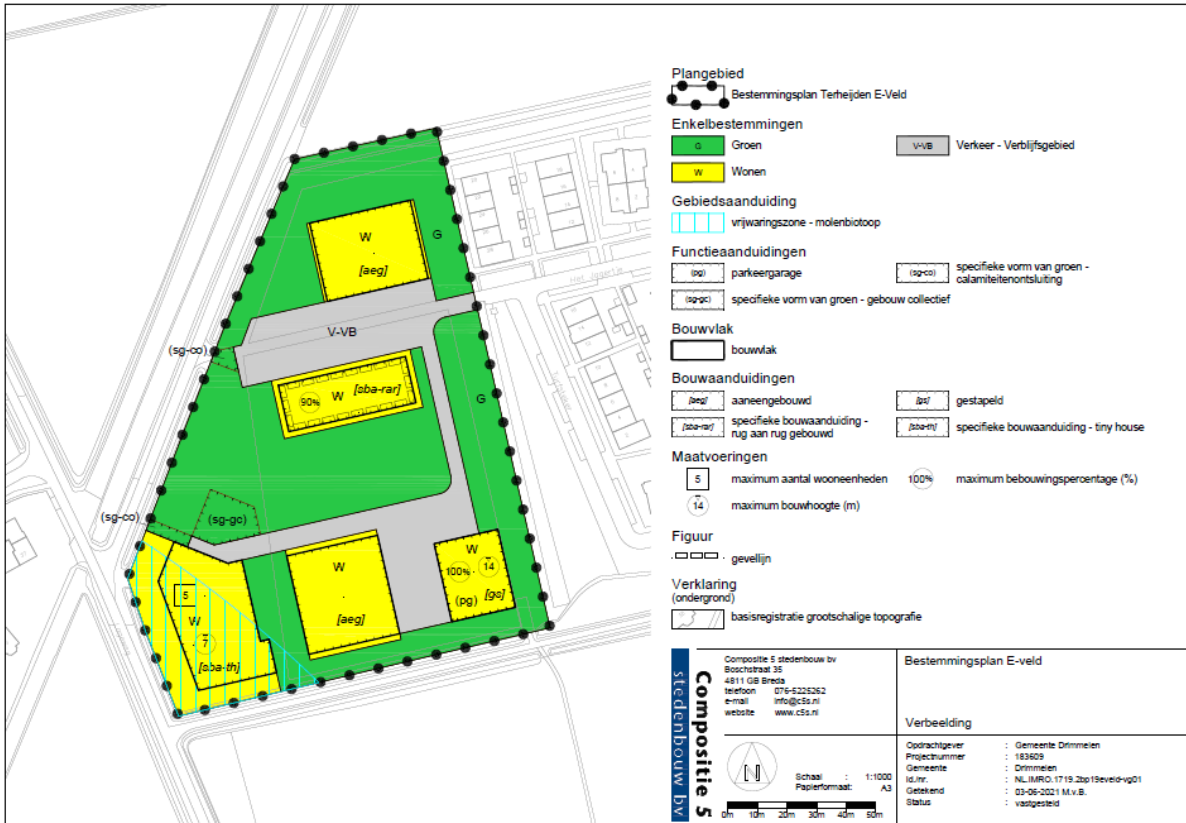 Plangebied
Bestemmingsplan Terheijden E-Veld
Enkelbestemmingen
G Groen
V-VB Verkeer - Verblijfsgebied
W Wonen
Gebiedsaanduiding
vrijwaringszone - molenbiotoop
Functieaanduidingen
(pg) parkeergarage
(sg-co) specifieke vorm van groen -
calamiteitenontsluiting
(sg-gc) specifieke vorm van groen - gebouw collectief
Bouwvlak
bouwvlak
Bouwaanduidingen
[aeg] aaneengebouwd
[gs] gestapeld
[sba-rar] specifieke bouwaanduiding -
rug aan rug gebouwd
[sba-th] specifieke bouwaanduiding - tiny house
Maatvoeringen
5 maximum aantal wooneenheden
100% maximum bebouwingspercentage (%)
14 maximum bouwhoogte (m)
Figuur
gevellijn
Verklaring
(ondergrond)
basisregistratie grootschalige topografie
W
[aeg]
G
Het Jagertje
V-VB
(sg-co)
90% W [sba-rar]
G
(sg-co)
(sg-gc)
W
[aeg]
W
100% 14
(pg) [gs]
5
W
7
[sba-th]
Compositie 5
stedenbouw bv
Compositie 5 stedenbouw bv
Boschstraat 35
4811 GB Breda
telefoon 076-5225262
e-mail info@c5s.nl
website www.c5s.nl
N
Schaal : 1:1000
Papierformaat: A3
0m 10m 20m 30m 40m 50m
Bestemmingsplan E-veld
Verbeelding
Opdrachtgever : Gemeente Drimmelen
Projectnummer : 183609
Gemeente : Drimmelen
Id.nr. : NL.IMRO.1719.2bp19eveld-vg01
Getekend : 03-06-2021 M.v.B.
Status : vastgesteld